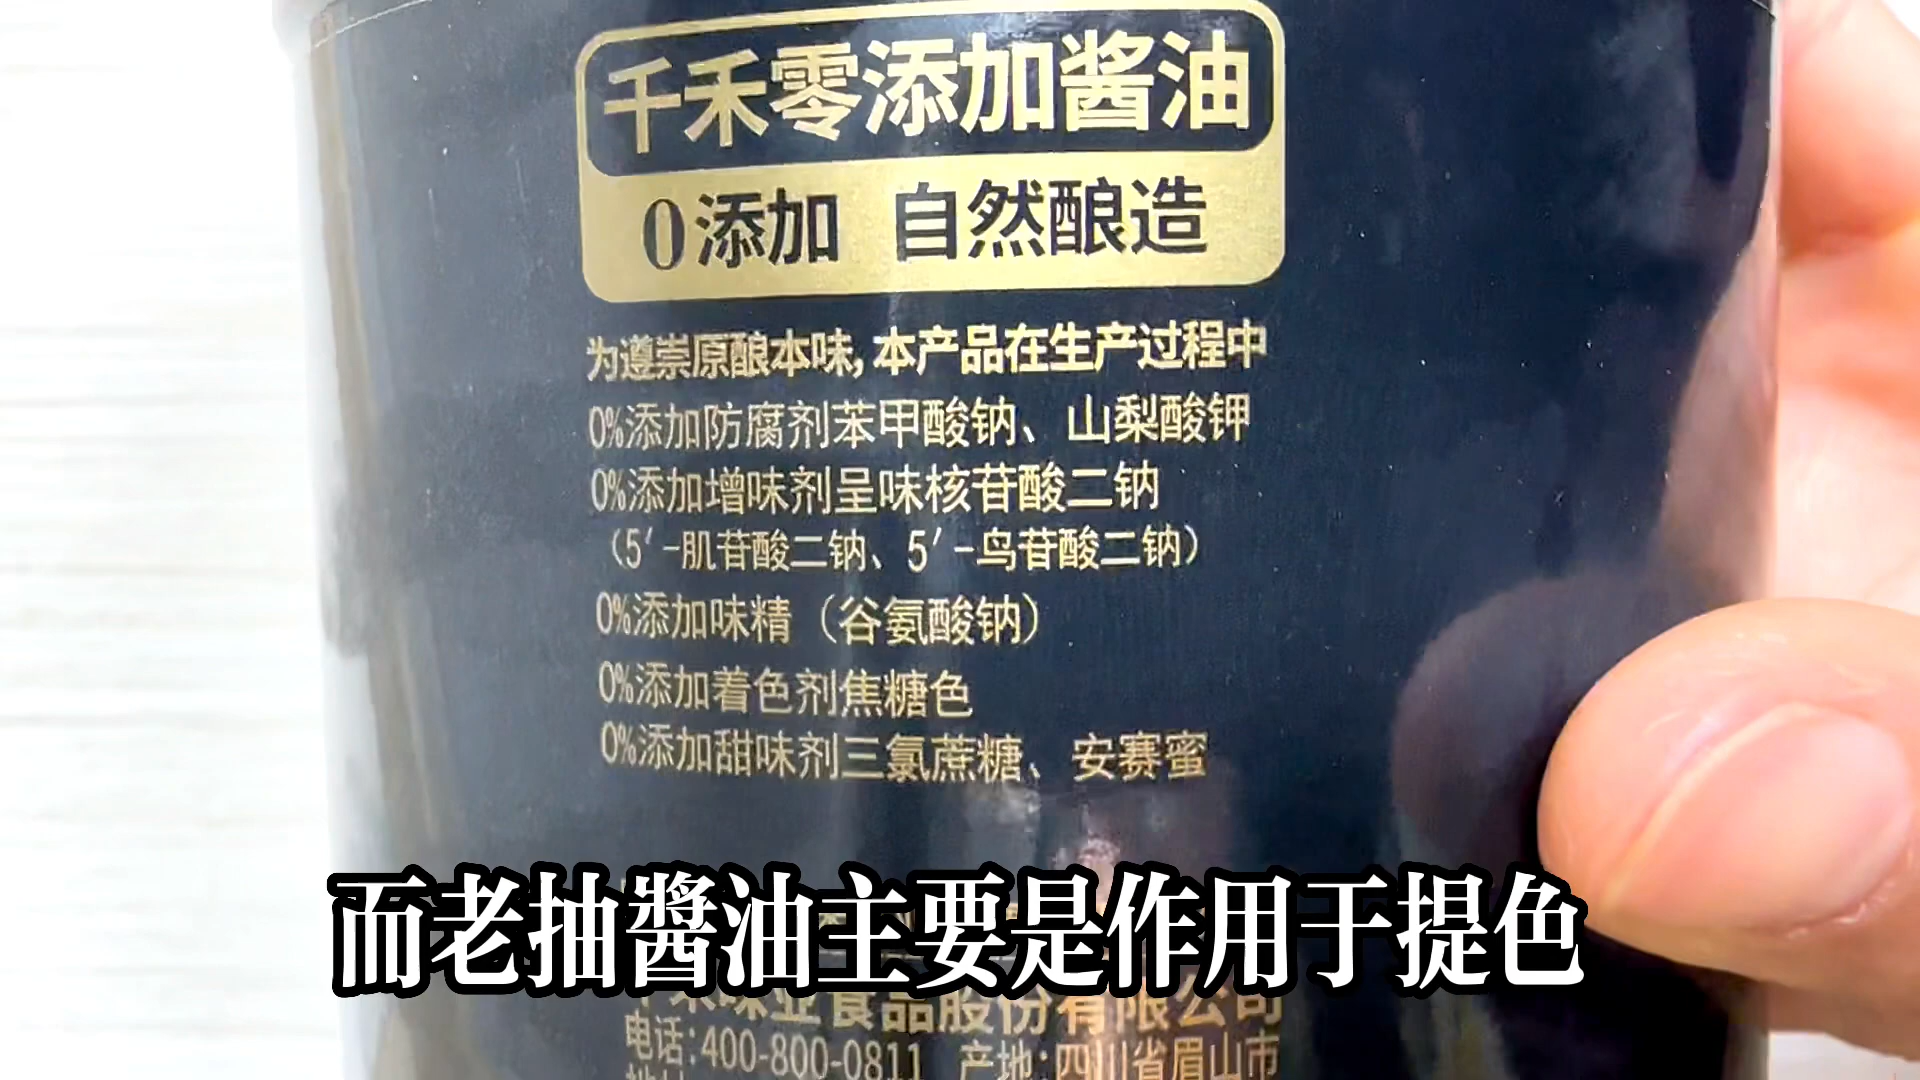 千禾零添加酱油
0添加 自然酿造
为遵崇原酿本味,本产品在生产过程中
0%添加防腐剂苯甲酸钠、山梨酸钾
0%添加增味剂呈味核苷酸二钠
(5′-肌苷酸二钠、5′-鸟苷酸二钠)
0%添加味精(谷氨酸钠)
0%添加着色剂焦糖色
0%添加甜味剂三氯蔗糖、安赛蜜
而老抽醬油主要是作用于提色
千禾味业食品股份有限公司
电话:400-800-0811 产地:四川省眉山市